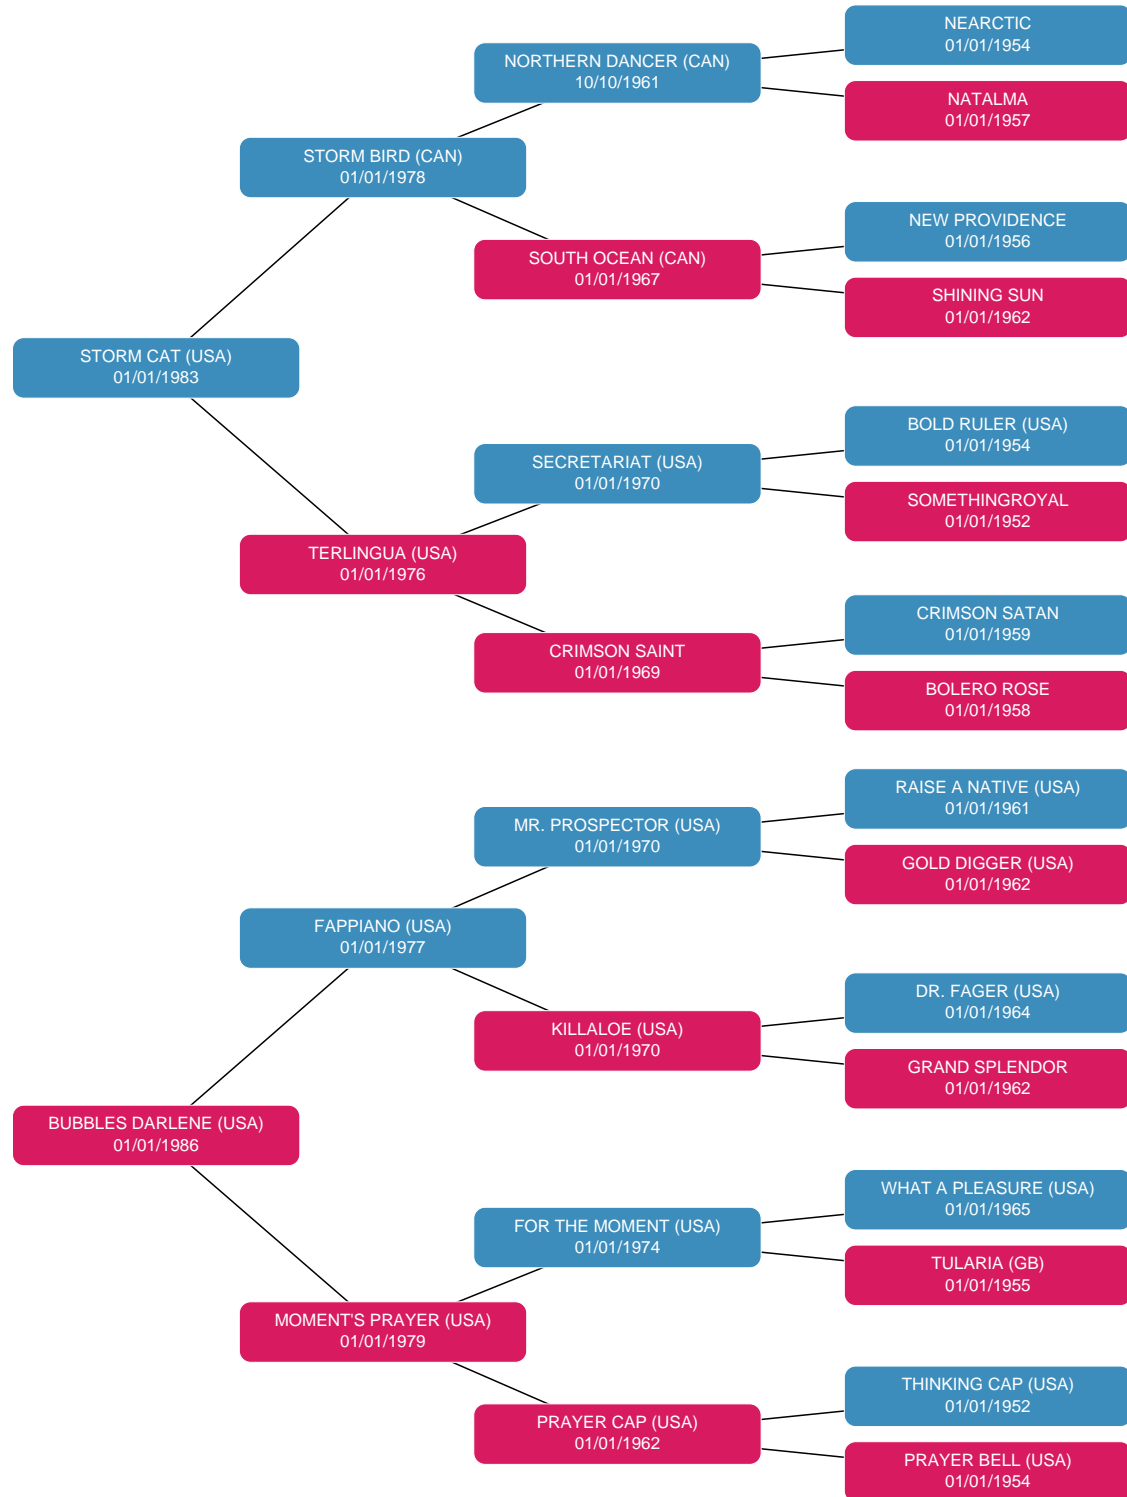 NEARCTIC
01/01/1954
NORTHERN DANCER (CAN)
10/10/1961
NATALMA
01/01/1957
STORM BIRD (CAN)
01/01/1978
NEW PROVIDENCE
01/01/1956
SOUTH OCEAN (CAN)
01/01/1967
SHINING SUN
01/01/1962
STORM CAT (USA)
01/01/1983
BOLD RULER (USA)
01/01/1954
SECRETARIAT (USA)
01/01/1970
SOMETHINGROYAL
01/01/1952
TERLINGUA (USA)
01/01/1976
CRIMSON SATAN
01/01/1959
CRIMSON SAINT
01/01/1969
BOLERO ROSE
01/01/1958
RAISE A NATIVE (USA)
01/01/1961
MR. PROSPECTOR (USA)
01/01/1970
GOLD DIGGER (USA)
01/01/1962
FAPPIANO (USA)
01/01/1977
DR. FAGER (USA)
01/01/1964
KILLALOE (USA)
01/01/1970
GRAND SPLENDOR
01/01/1962
BUBBLES DARLENE (USA)
01/01/1986
WHAT A PLEASURE (USA)
01/01/1965
FOR THE MOMENT (USA)
01/01/1974
TULARIA (GB)
01/01/1955
MOMENT'S PRAYER (USA)
01/01/1979
THINKING CAP (USA)
01/01/1952
PRAYER CAP (USA)
01/01/1962
PRAYER BELL (USA)
01/01/1954